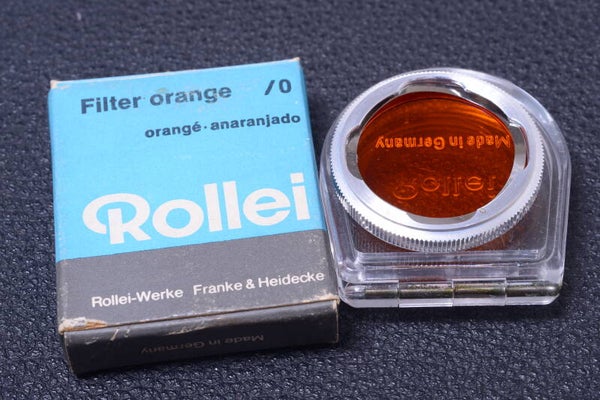 Filter orange /0
orangé·anaranjado
Rollei
Rollei-Werke Franke & Heidecke
Made in Germany
Made in Germany
Rollei